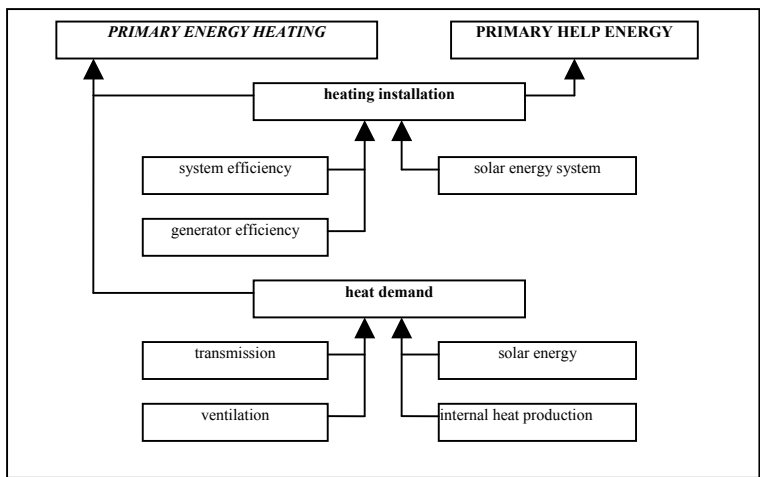 PRIMARY ENERGY HEATING
PRIMARY HELP ENERGY
heating installation
system efficiency
solar energy system
generator efficiency
heat demand
transmission
solar energy
ventilation
internal heat production